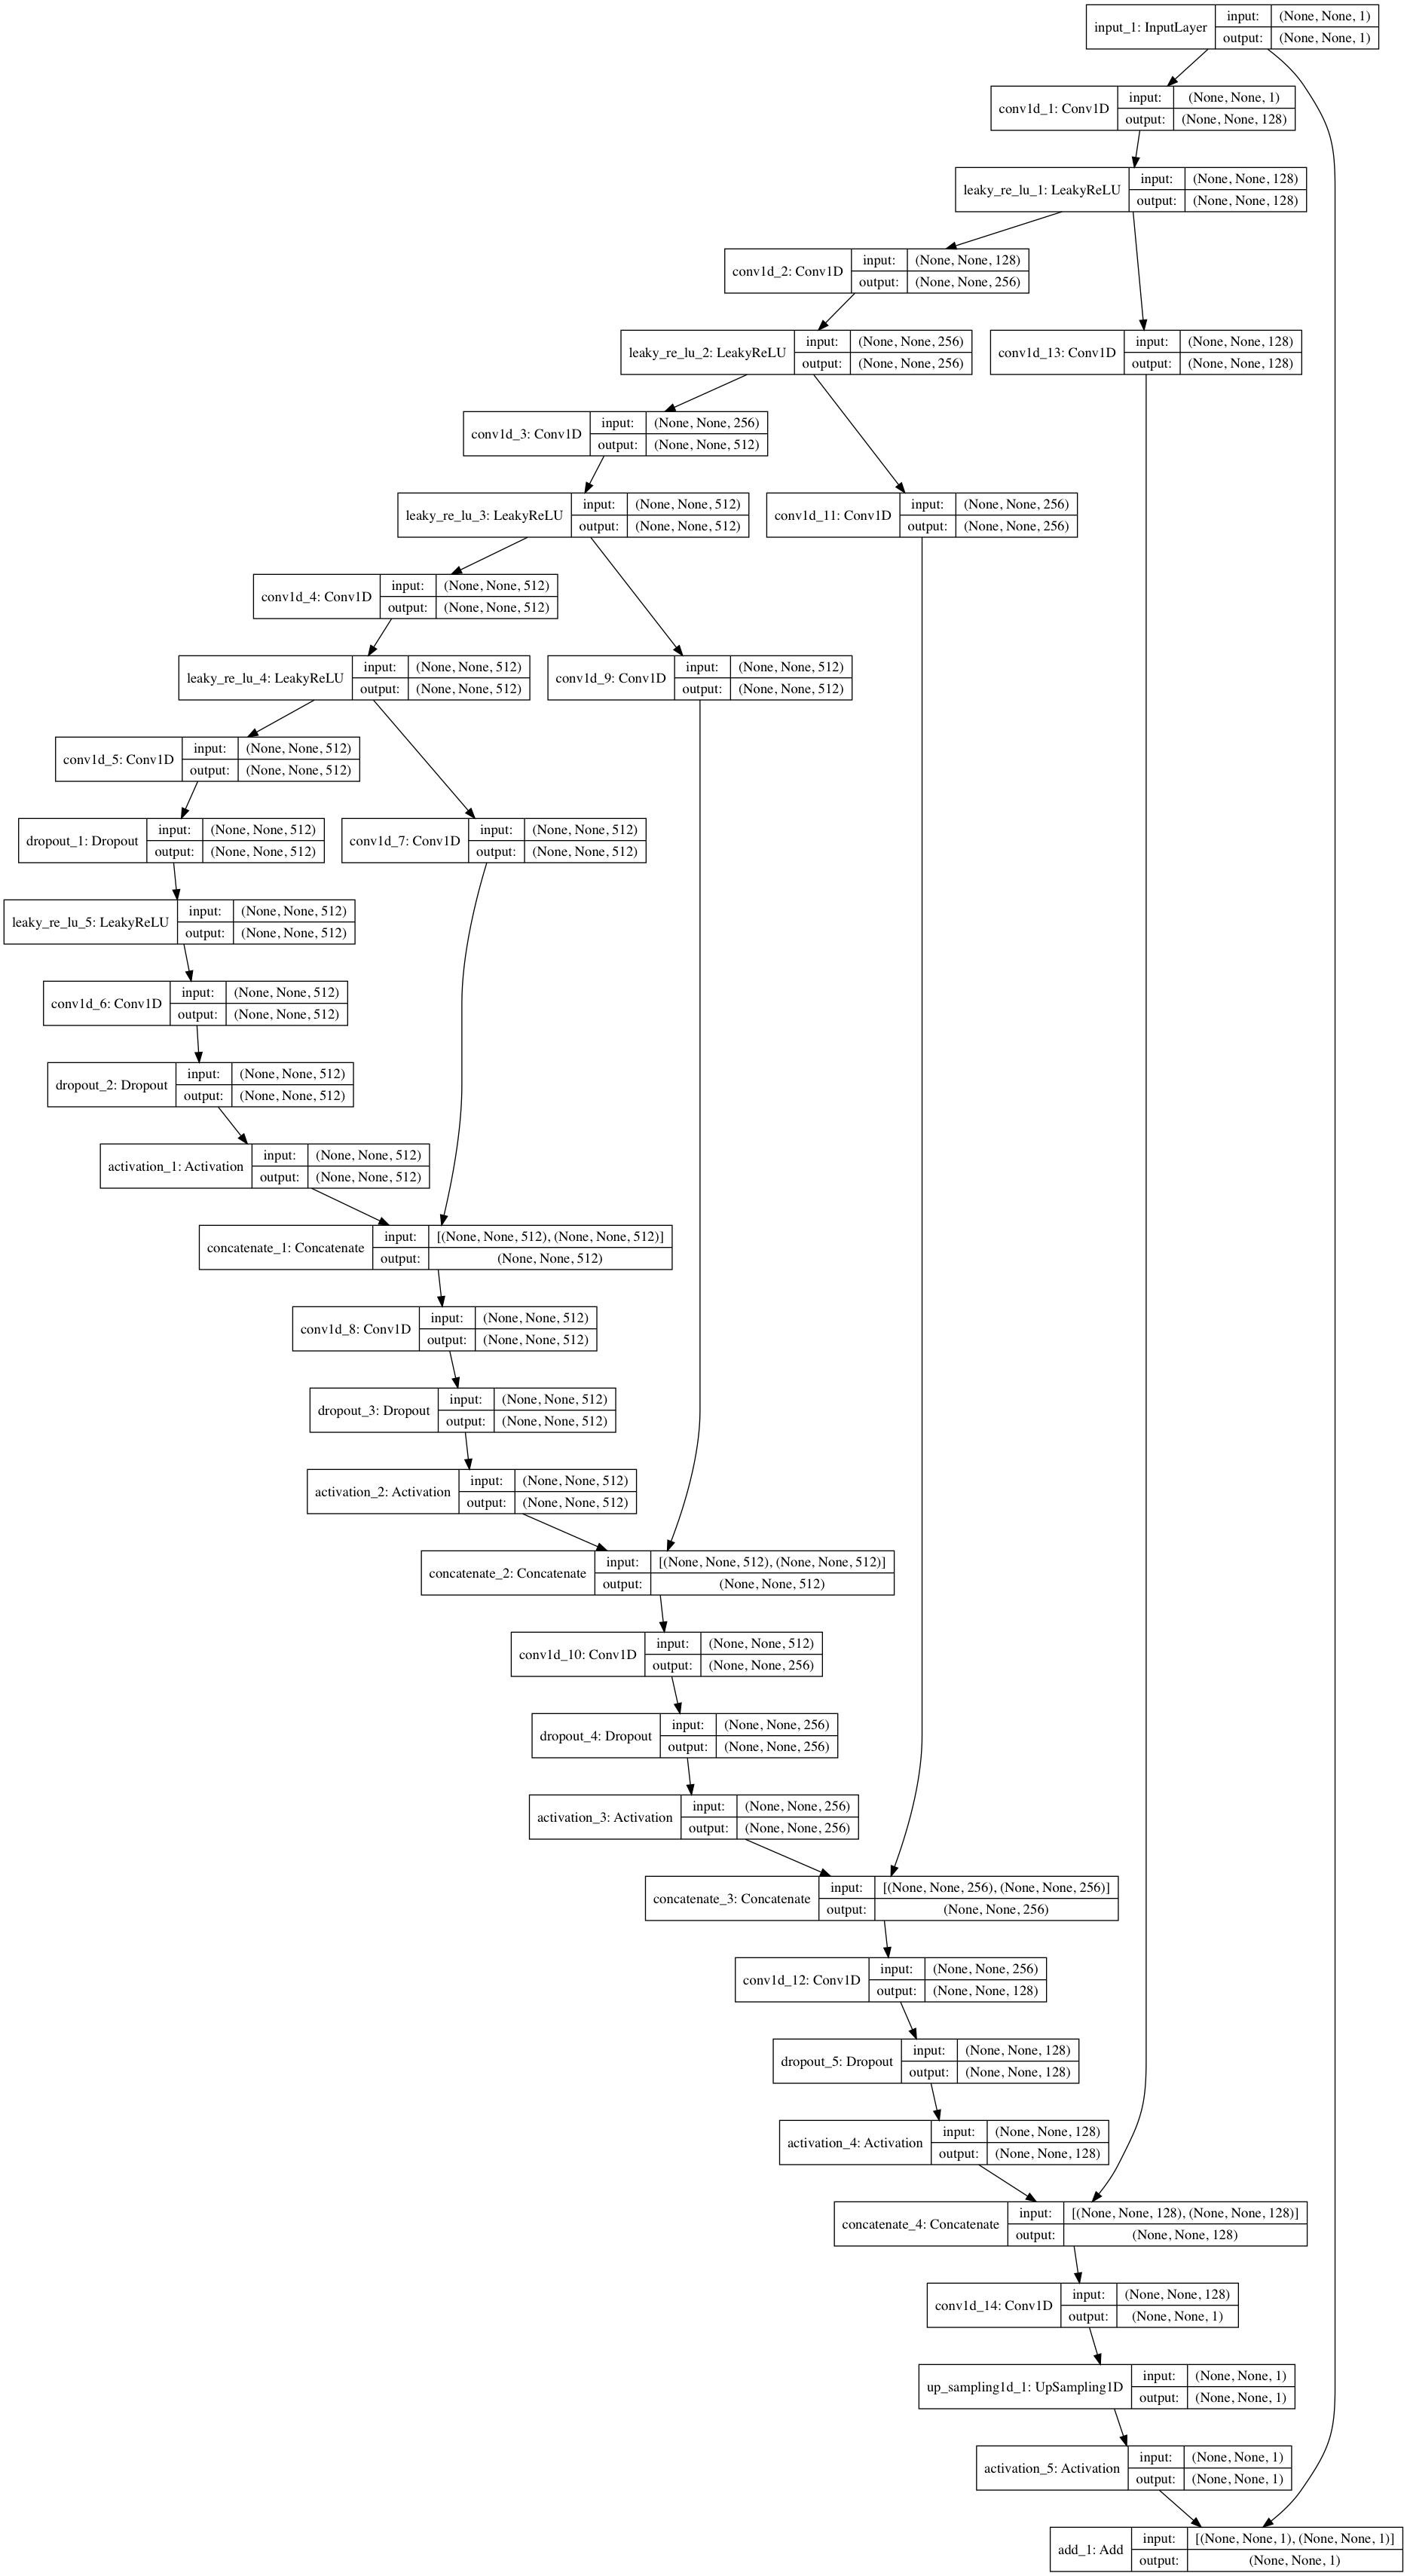 input_1: InputLayer
input: (None, None, 1)
output: (None, None, 1)
conv1d_1: Conv1D
input: (None, None, 1)
output: (None, None, 128)
leaky_re_lu_1: LeakyReLU
input: (None, None, 128)
output: (None, None, 128)
conv1d_2: Conv1D
input: (None, None, 128)
output: (None, None, 256)
leaky_re_lu_2: LeakyReLU
input: (None, None, 256)
output: (None, None, 256)
conv1d_13: Conv1D
input: (None, None, 128)
output: (None, None, 128)
conv1d_3: Conv1D
input: (None, None, 256)
output: (None, None, 512)
leaky_re_lu_3: LeakyReLU
input: (None, None, 512)
output: (None, None, 512)
conv1d_11: Conv1D
input: (None, None, 256)
output: (None, None, 256)
conv1d_4: Conv1D
input: (None, None, 512)
output: (None, None, 512)
leaky_re_lu_4: LeakyReLU
input: (None, None, 512)
output: (None, None, 512)
conv1d_9: Conv1D
input: (None, None, 512)
output: (None, None, 512)
conv1d_5: Conv1D
input: (None, None, 512)
output: (None, None, 512)
dropout_1: Dropout
input: (None, None, 512)
output: (None, None, 512)
conv1d_7: Conv1D
input: (None, None, 512)
output: (None, None, 512)
leaky_re_lu_5: LeakyReLU
input: (None, None, 512)
output: (None, None, 512)
conv1d_6: Conv1D
input: (None, None, 512)
output: (None, None, 512)
dropout_2: Dropout
input: (None, None, 512)
output: (None, None, 512)
activation_1: Activation
input: (None, None, 512)
output: (None, None, 512)
concatenate_1: Concatenate
input: [(None, None, 512), (None, None, 512)]
output: (None, None, 512)
conv1d_8: Conv1D
input: (None, None, 512)
output: (None, None, 512)
dropout_3: Dropout
input: (None, None, 512)
output: (None, None, 512)
activation_2: Activation
input: (None, None, 512)
output: (None, None, 512)
concatenate_2: Concatenate
input: [(None, None, 512), (None, None, 512)]
output: (None, None, 512)
conv1d_10: Conv1D
input: (None, None, 512)
output: (None, None, 256)
dropout_4: Dropout
input: (None, None, 256)
output: (None, None, 256)
activation_3: Activation
input: (None, None, 256)
output: (None, None, 256)
concatenate_3: Concatenate
input: [(None, None, 256), (None, None, 256)]
output: (None, None, 256)
conv1d_12: Conv1D
input: (None, None, 256)
output: (None, None, 128)
dropout_5: Dropout
input: (None, None, 128)
output: (None, None, 128)
activation_4: Activation
input: (None, None, 128)
output: (None, None, 128)
concatenate_4: Concatenate
input: [(None, None, 128), (None, None, 128)]
output: (None, None, 128)
conv1d_14: Conv1D
input: (None, None, 128)
output: (None, None, 1)
up_sampling1d_1: UpSampling1D
input: (None, None, 1)
output: (None, None, 1)
activation_5: Activation
input: (None, None, 1)
output: (None, None, 1)
add_1: Add
input: [(None, None, 1), (None, None, 1)]
output: (None, None, 1)